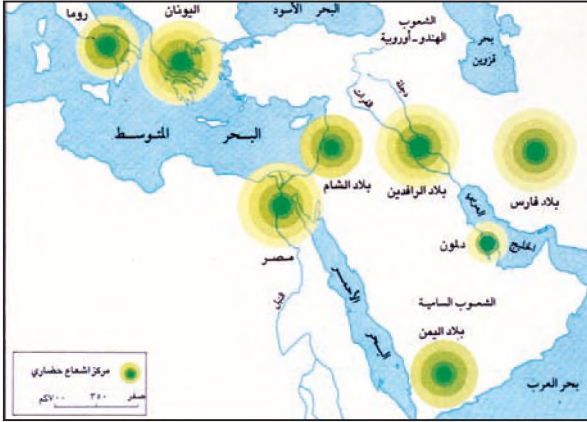 روما
اليونان
البحر الأسود
الشعوب
الهندو-أوروبية
بحر
قزوين
دجلة
الفرات
البحر المتوسط
بلاد الشام
بلاد الرافدين
بلاد فارس
مصر
النيل
الخليج العربي
دلمون
البحر الأحمر
الشعوب السامية
بلاد اليمن
بحر العرب
مركز اشعاع حضاري
صفر ٣٥٠ ٧٠٠كم